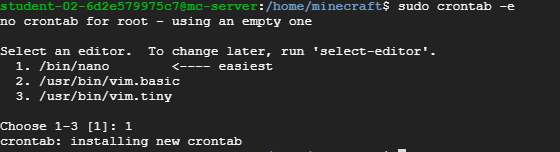 student-02-6d2e579975c7@mc-server:/home/minecraft$ sudo crontab -e
no crontab for root - using an empty one
Select an editor.  To change later, run 'select-editor'.
  1. /bin/nano        <---- easiest
  2. /usr/bin/vim.basic
  3. /usr/bin/vim.tiny
Choose 1-3 [1]: 1
crontab: installing new crontab